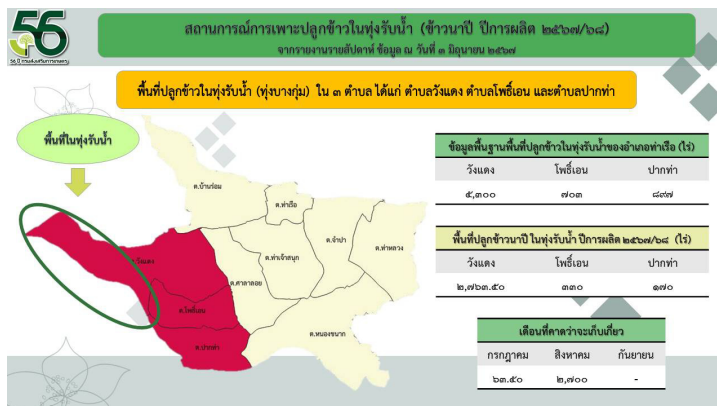 56
56 ปี กรมส่งเสริมการเกษตร
สถานการณ์การเพาะปลูกข้าวในทุ่งรับน้ำ (ข้าวนาปี ปีการผลิต ๒๕๖๗/๖๘)
จากรายงานรายสัปดาห์ ข้อมูล ณ วันที่ ๓ มิถุนายน ๒๕๖๗
พื้นที่ปลูกข้าวในทุ่งรับน้ำ (ทุ่งบางกุ่ม) ใน ๓ ตำบล ได้แก่ ตำบลวังแดง ตำบลโพธิ์เอน และตำบลปากท่า
พื้นที่ในทุ่งรับน้ำ
ต.บ้านร่อม
ต.ท่าเรือ
ต.จำปา
ต.ท่าหลวง
ต.วังแดง
ต.ท่าเจ้าสนุก
ต.ศาลาลอย
ต.โพธิ์เอน
ต.ปากท่า
ต.หนองขนาก
ข้อมูลพื้นฐานพื้นที่ปลูกข้าวในทุ่งรับน้ำของอำเภอท่าเรือ (ไร่)
วังแดง โพธิ์เอน ปากท่า
๕,๓๐๐ ๗๐๓ ๘๙๗
พื้นที่ปลูกข้าวนาปี ในทุ่งรับน้ำ ปีการผลิต ๒๕๖๗/๖๘ (ไร่)
วังแดง โพธิ์เอน ปากท่า
๒,๗๖๓.๕๐ ๓๓๐ ๑๗๐
เดือนที่คาดว่าจะเก็บเกี่ยว
กรกฎาคม สิงหาคม กันยายน
๖๓.๕๐ ๒,๗๐๐ -